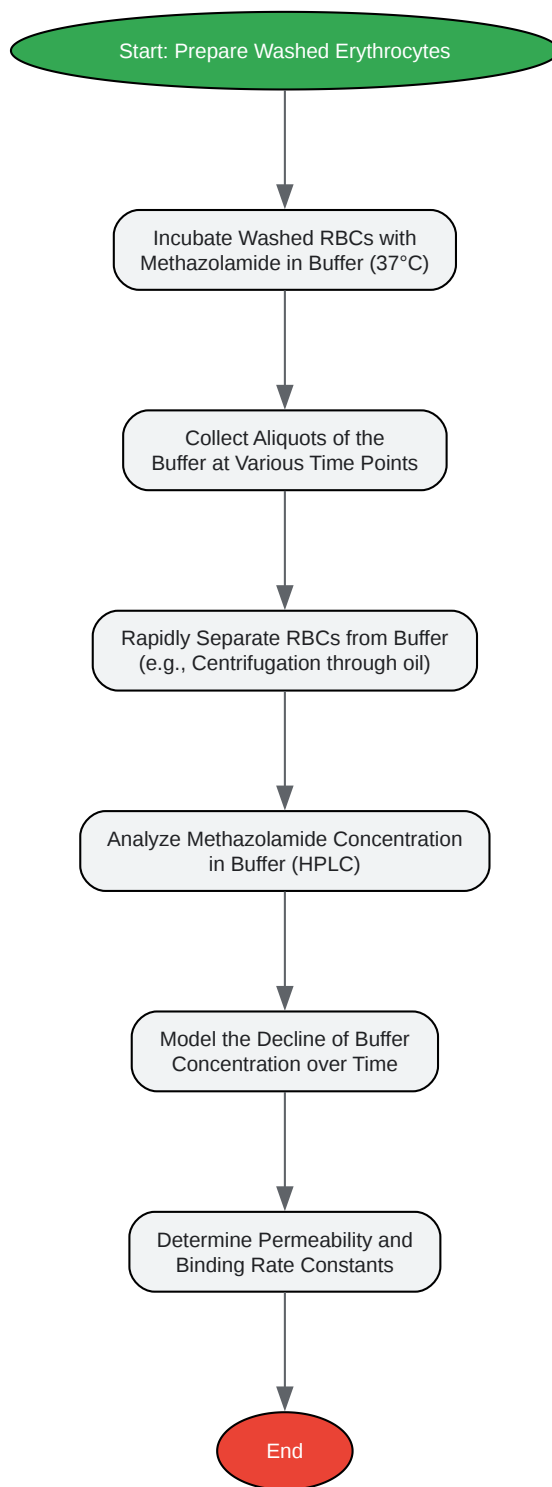 Start: Prepare Washed Erythrocytes
Incubate Washed RBCs with
Methazolamide in Buffer (37°C)
Collect Aliquots of the
Buffer at Various Time Points
Rapidly Separate RBCs from Buffer
(e.g., Centrifugation through oil)
Analyze Methazolamide Concentration
in Buffer (HPLC)
Model the Decline of Buffer
Concentration over Time
Determine Permeability and
Binding Rate Constants
End